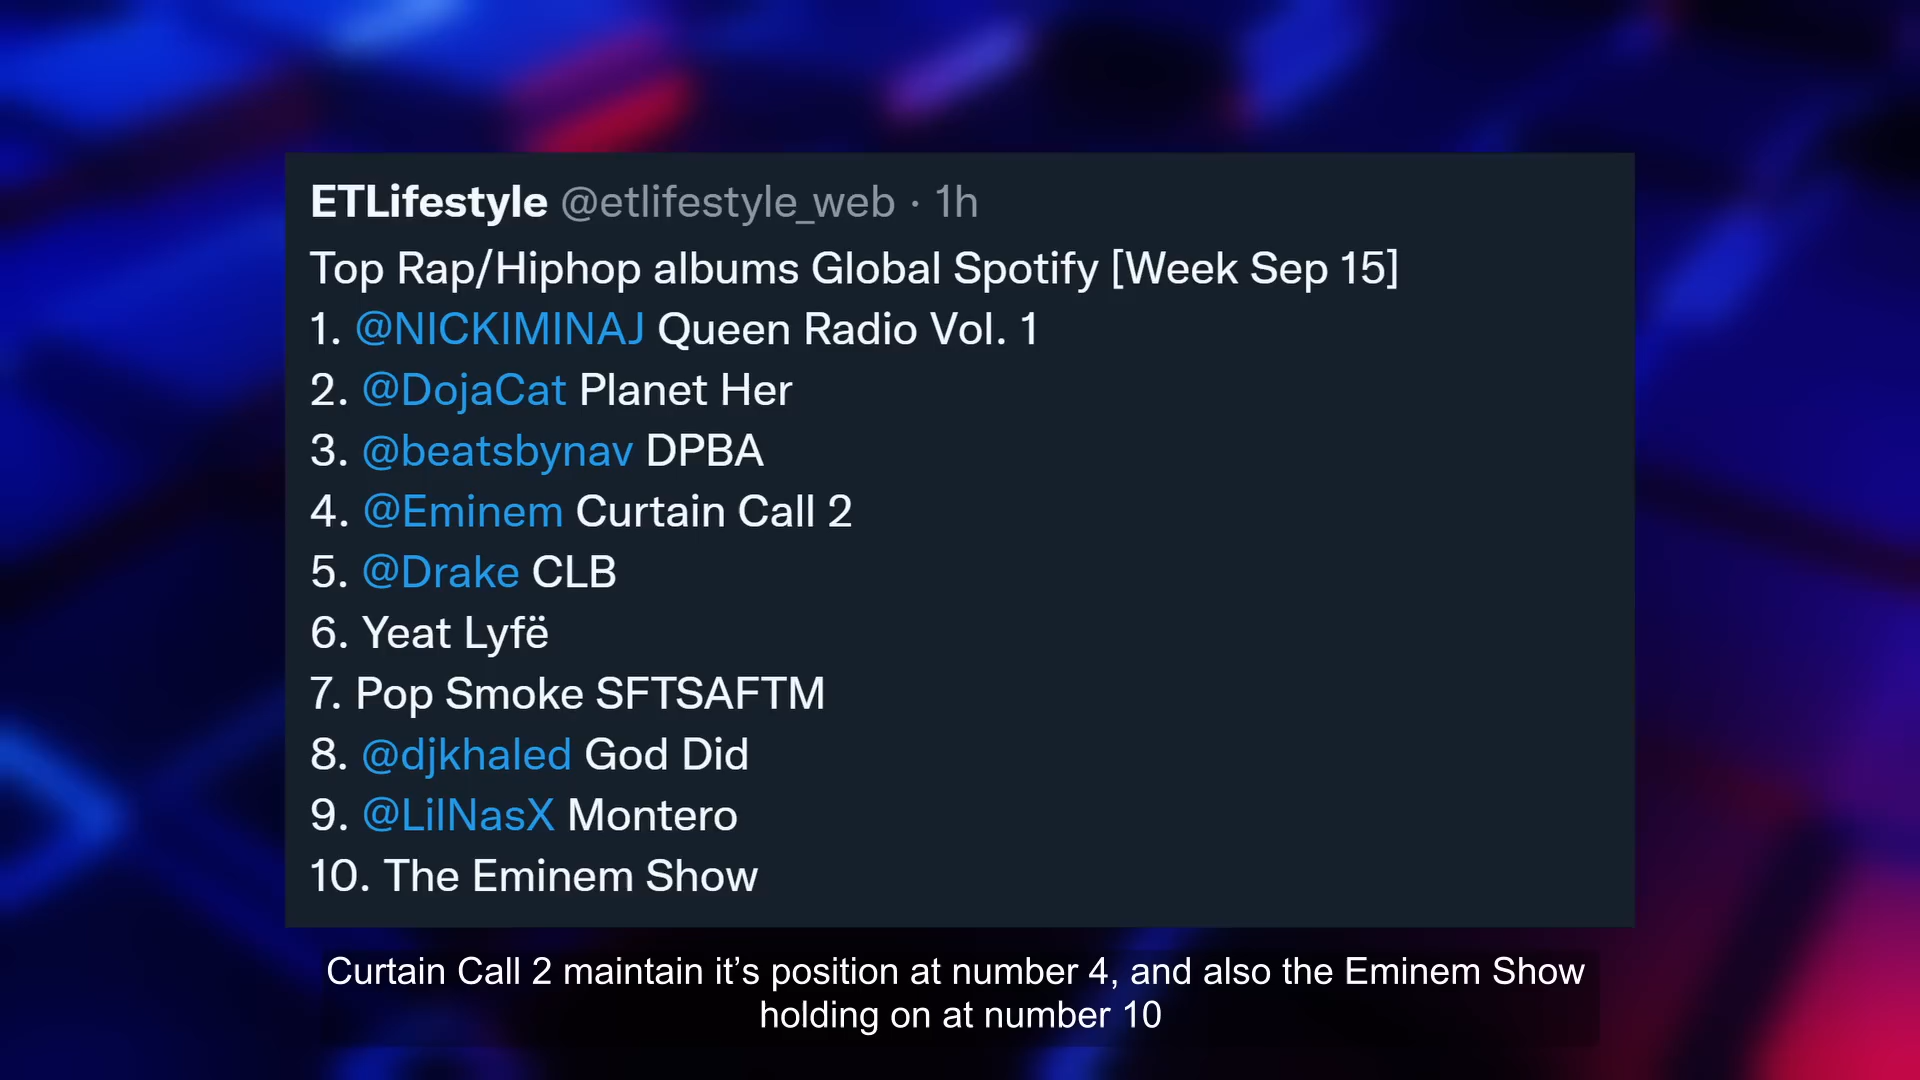 ETLifestyle @etlifestyle_web · 1h
Top Rap/Hiphop albums Global Spotify [Week Sep 15]
1. @NICKIMINAJ Queen Radio Vol. 1
2. @DojaCat Planet Her
3. @beatsbynav DPBA
4. @Eminem Curtain Call 2
5. @Drake CLB
6. Yeat Lyfë
7. Pop Smoke SFTSAFTM
8. @djkhaled God Did
9. @LilNasX Montero
10. The Eminem Show
Curtain Call 2 maintain it’s position at number 4, and also the Eminem Show
holding on at number 10